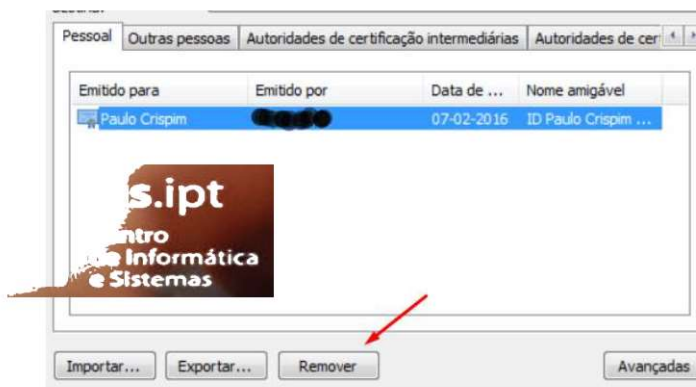 Pessoal Outras pessoas Autoridades de certificação intermediárias Autoridades de cer
Emitido para Emitido por Data de ... Nome amigável
Paulo Crispim 07-02-2016 ID Paulo Crispim ...
s.ipt
ntro
de Informática
e Sistemas
Importar... Exportar... Remover Avançadas